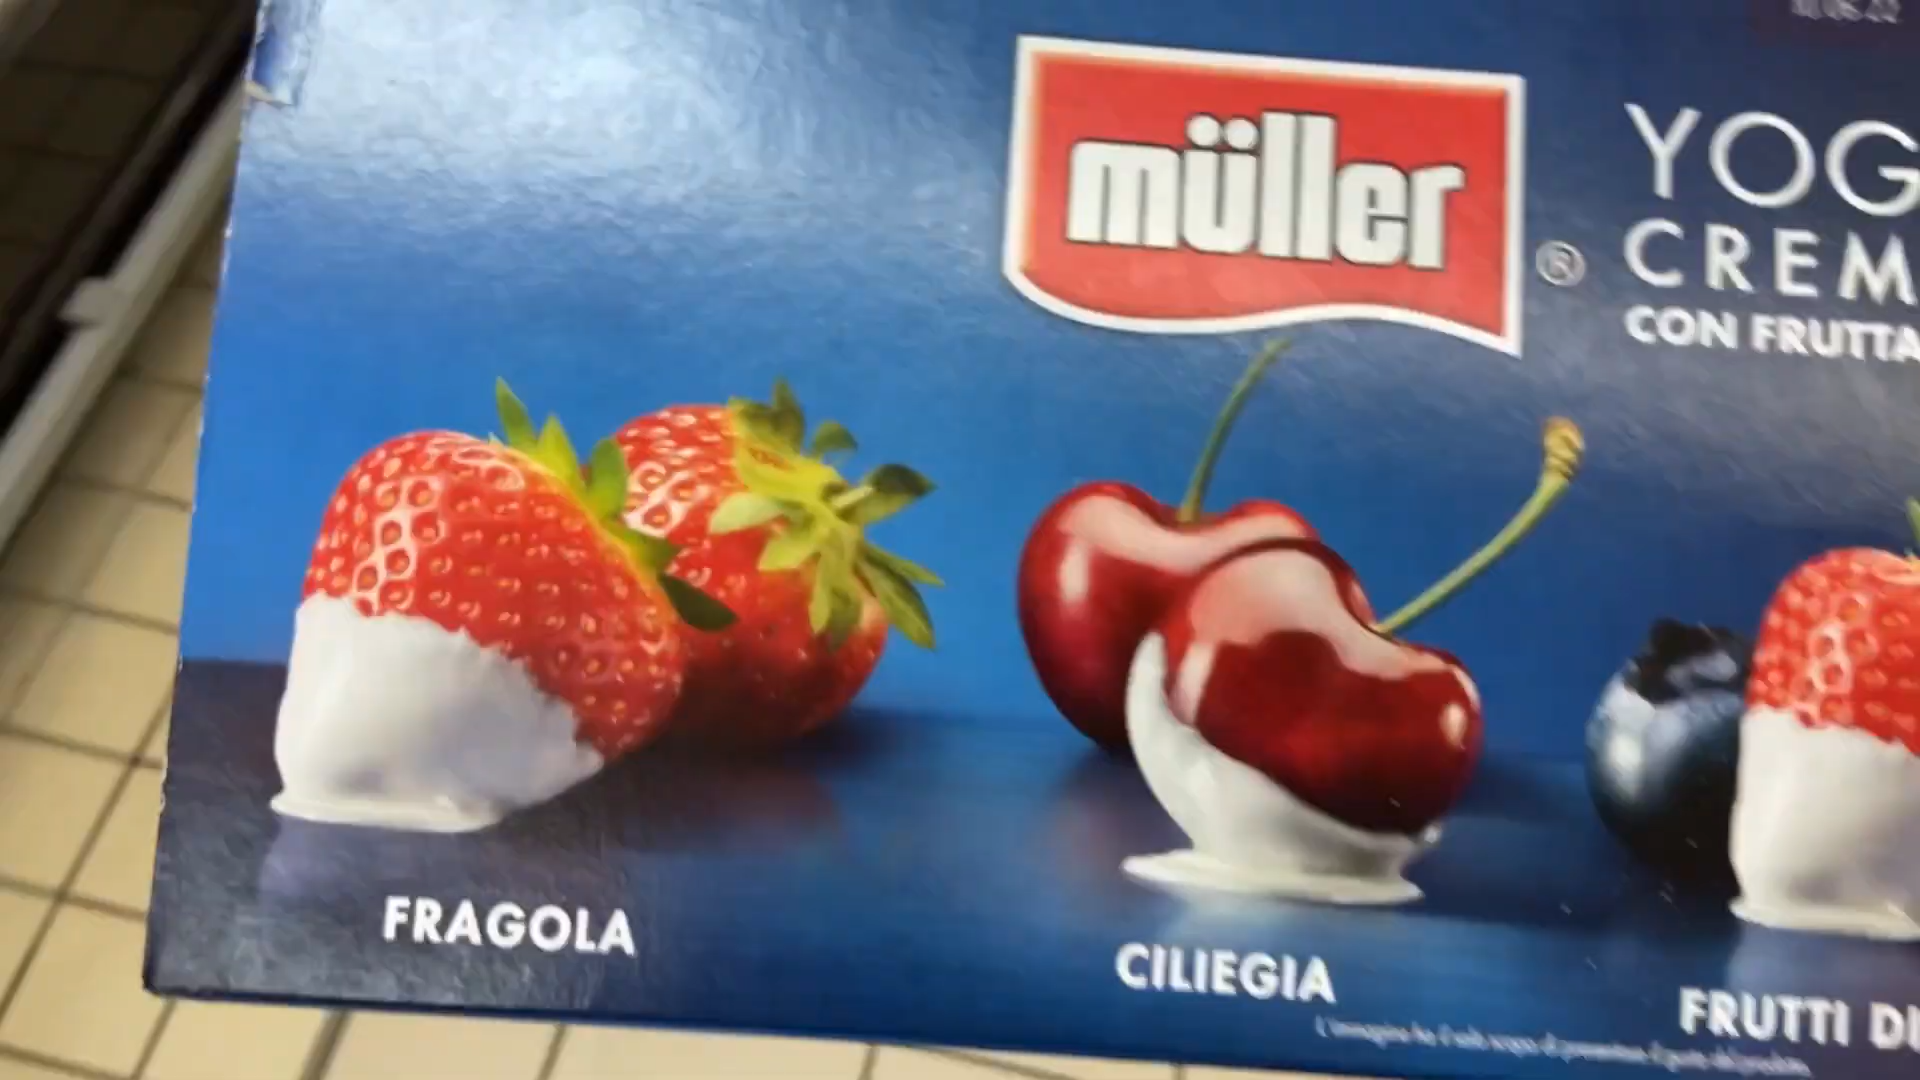 müller
®
YOG
CREM
CON FRUTTA
FRAGOLA
CILIEGIA
FRUTTI DI